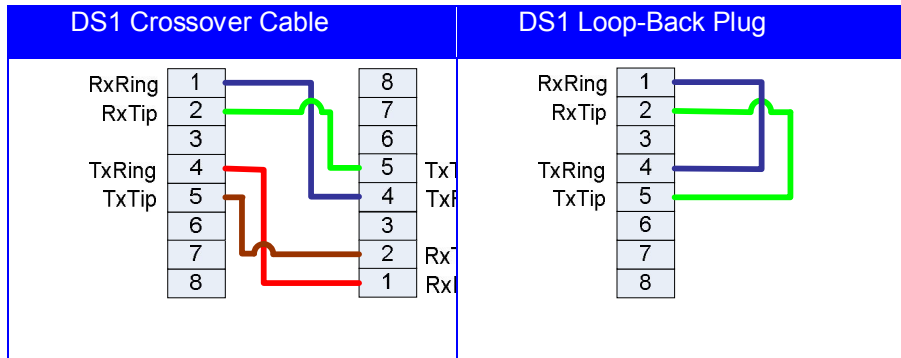 DS1 Crossover Cable
RxRing 1 8
RxTip 2 7
3 6
TxRing 4 5
TxTip 5 4
6 3
7 2
8 1
DS1 Loop-Back Plug
RxRing 1
RxTip 2
3
TxRing 4
TxTip 5
6
7
8